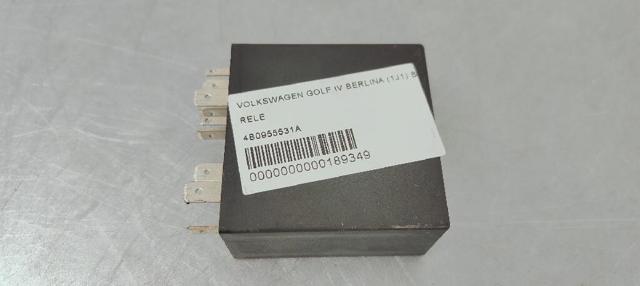 VOLKSWAGEN GOLF IV BERLINA (1J1) B
RELE
4B0955531A
0000000000189349